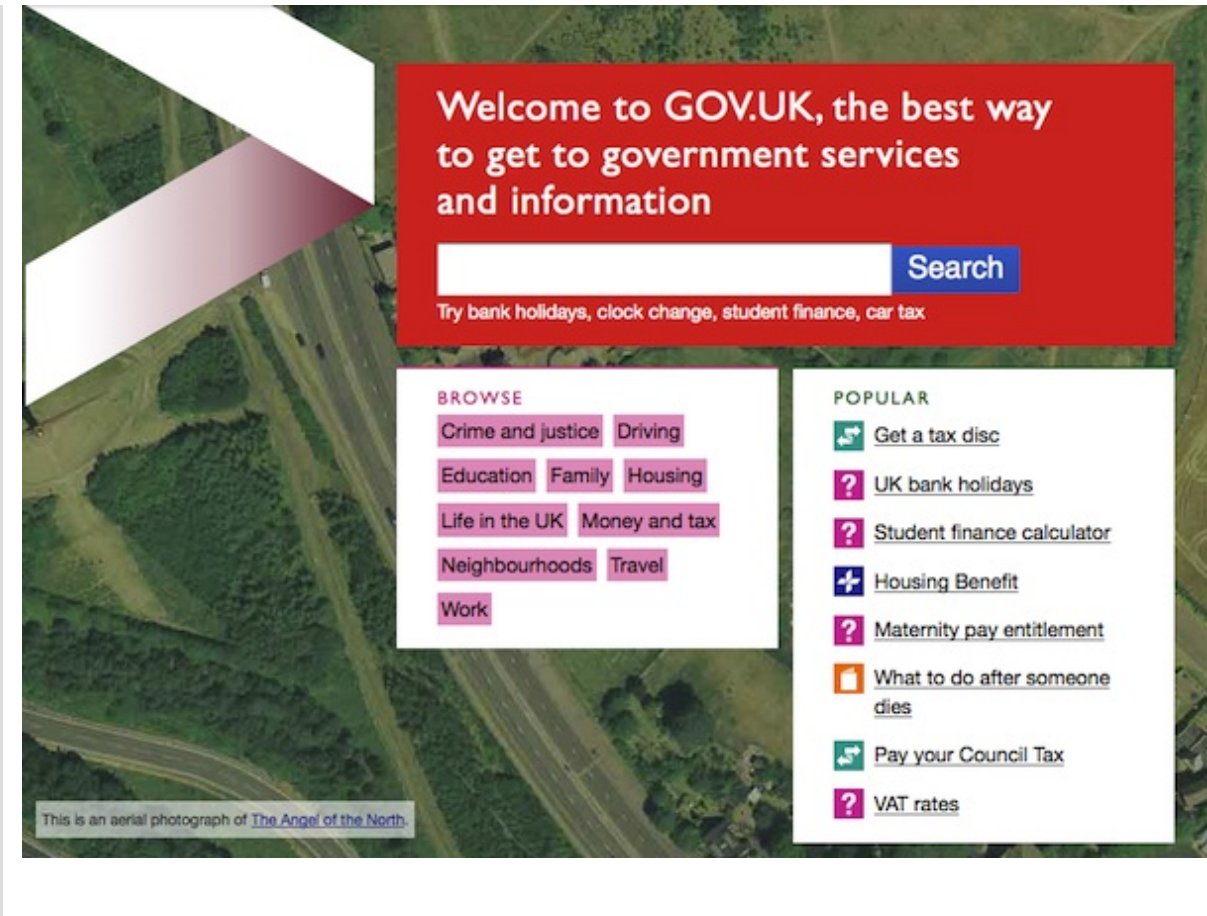 Welcome to GOV.UK, the best way
to get to government services
and information
Search
Try bank holidays, clock change, student finance, car tax
BROWSE
Crime and justice Driving
Education Family Housing
Life in the UK Money and tax
Neighbourhoods Travel
Work
POPULAR
Get a tax disc
UK bank holidays
Student finance calculator
Housing Benefit
Maternity pay entitlement
What to do after someone
dies
Pay your Council Tax
VAT rates
This is an aerial photograph of The Angel of the North.